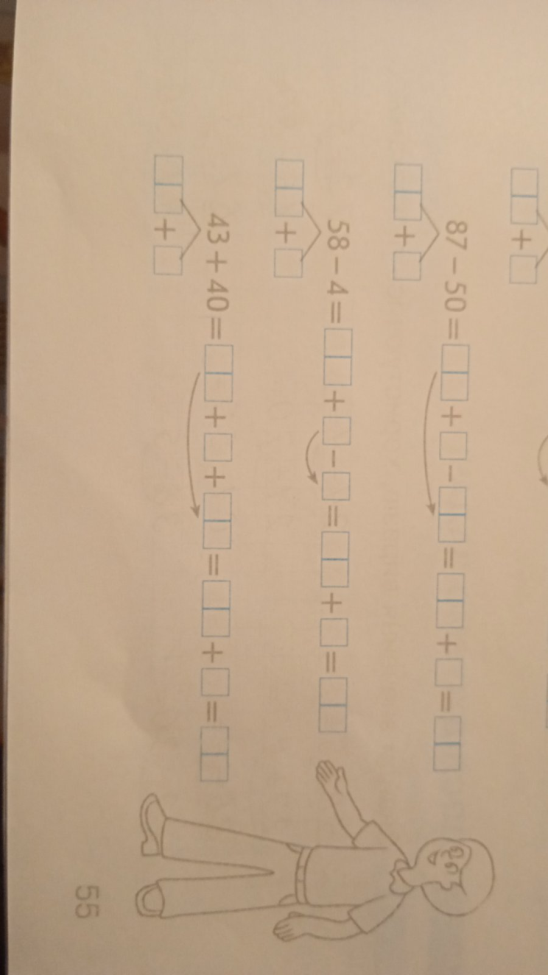 87 – 50 = □□ + □ – □□ = □□ + □ = □□
□□ + □
58 – 4 = □□ + □ – □ = □□ + □ = □□
□□ + □
43 + 40 = □□ + □ + □□ = □□ + □ = □□
□□ + □
55